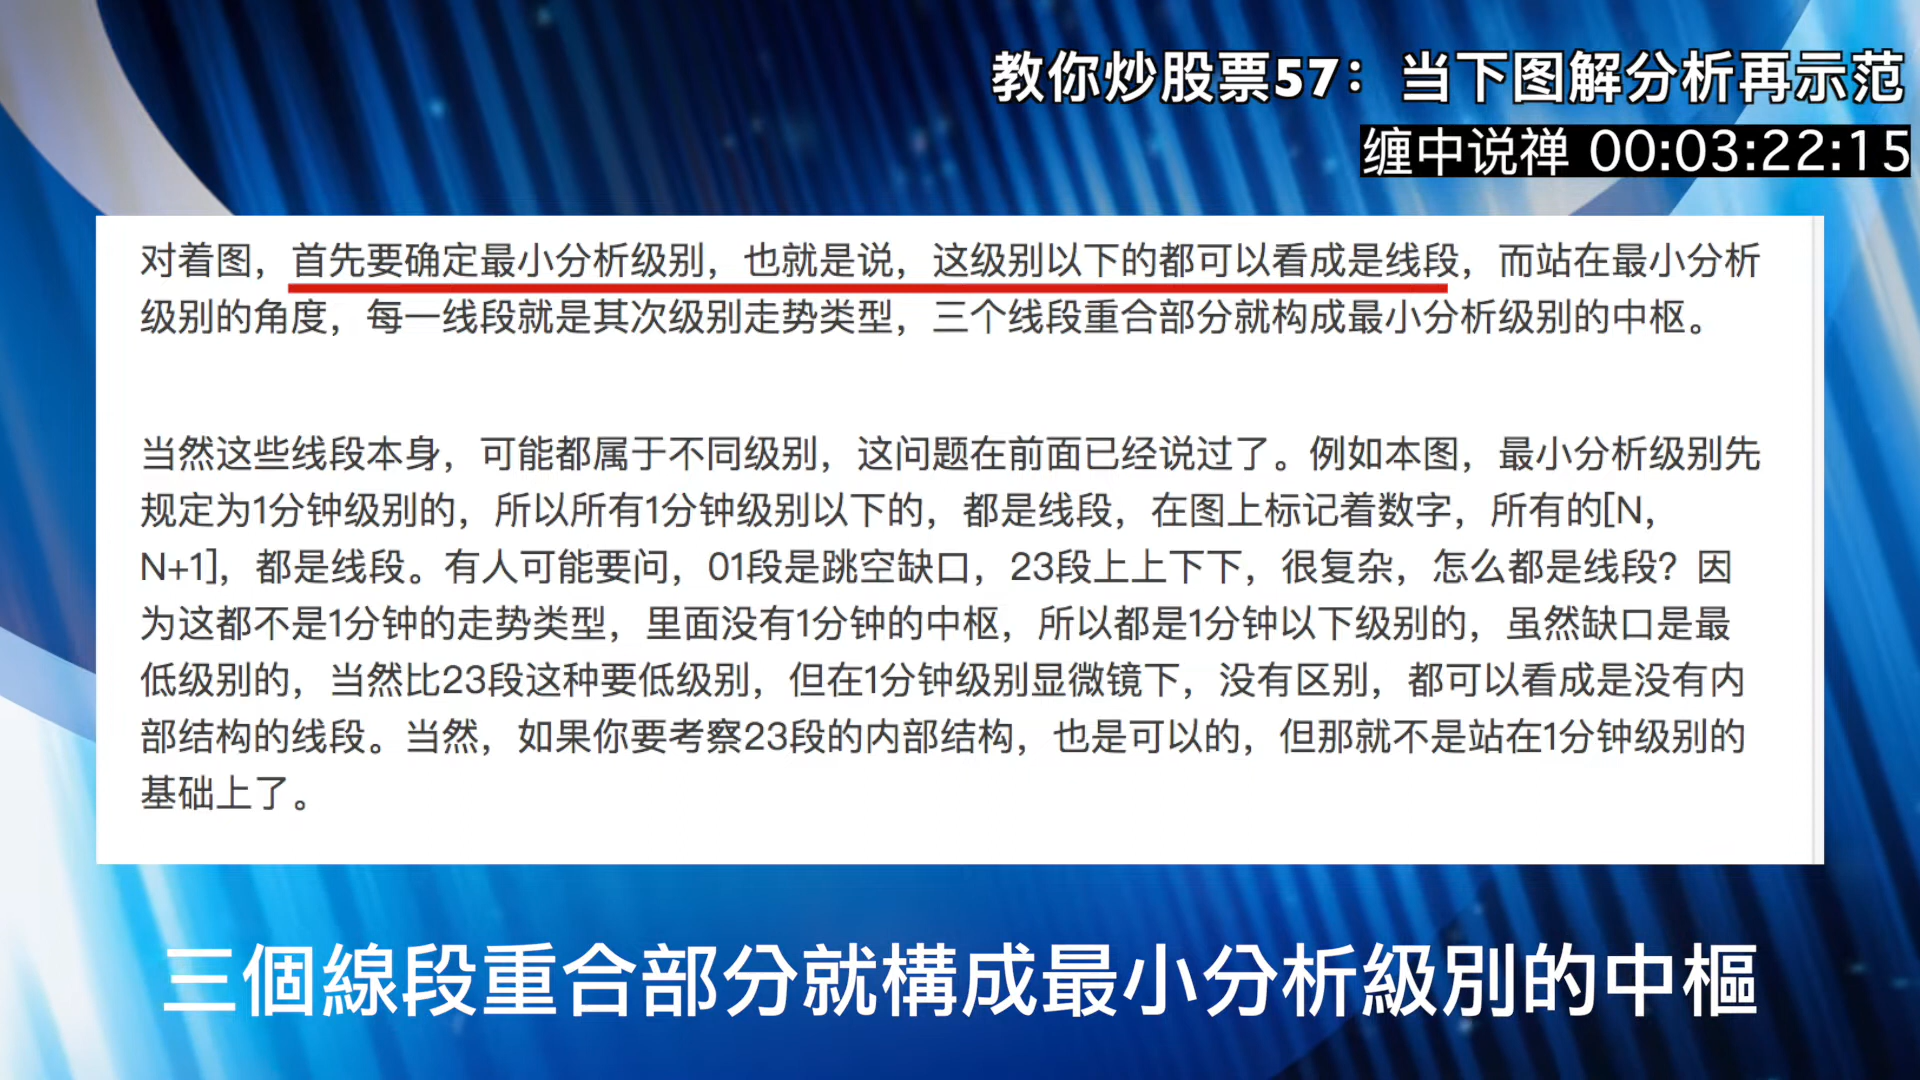 教你炒股票57：当下图解分析再示范
缠中说禅 00:03:22:15
对着图，首先要确定最小分析级别，也就是说，这级别以下的都可以看成是线段，而站在最小分析
级别的角度，每一线段就是其次级别走势类型，三个线段重合部分就构成最小分析级别的中枢。
当然这些线段本身，可能都属于不同级别，这问题在前面已经说过了。例如本图，最小分析级别先
规定为1分钟级别的，所以所有1分钟级别以下的，都是线段，在图上标记着数字，所有的[N，
N+1]，都是线段。有人可能要问，01段是跳空缺口，23段上上下下，很复杂，怎么都是线段？因
为这都不是1分钟的走势类型，里面没有1分钟的中枢，所以都是1分钟以下级别的，虽然缺口是最
低级别的，当然比23段这种要低级别，但在1分钟级别显微镜下，没有区别，都可以看成是没有内
部结构的线段。当然，如果你要考察23段的内部结构，也是可以的，但那就不是站在1分钟级别的
基础上了。
三個線段重合部分就構成最小分析級別的中樞